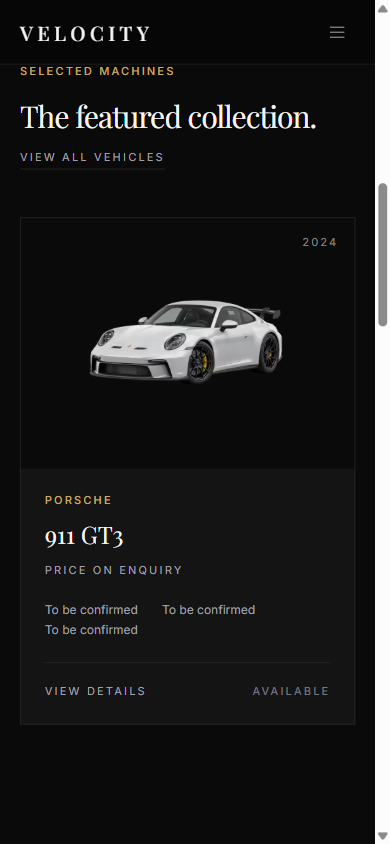 VELOCITY
SELECTED MACHINES
The featured collection.
VIEW ALL VEHICLES
2024
PORSCHE
911 GT3
PRICE ON ENQUIRY
To be confirmed To be confirmed
To be confirmed
VIEW DETAILS AVAILABLE